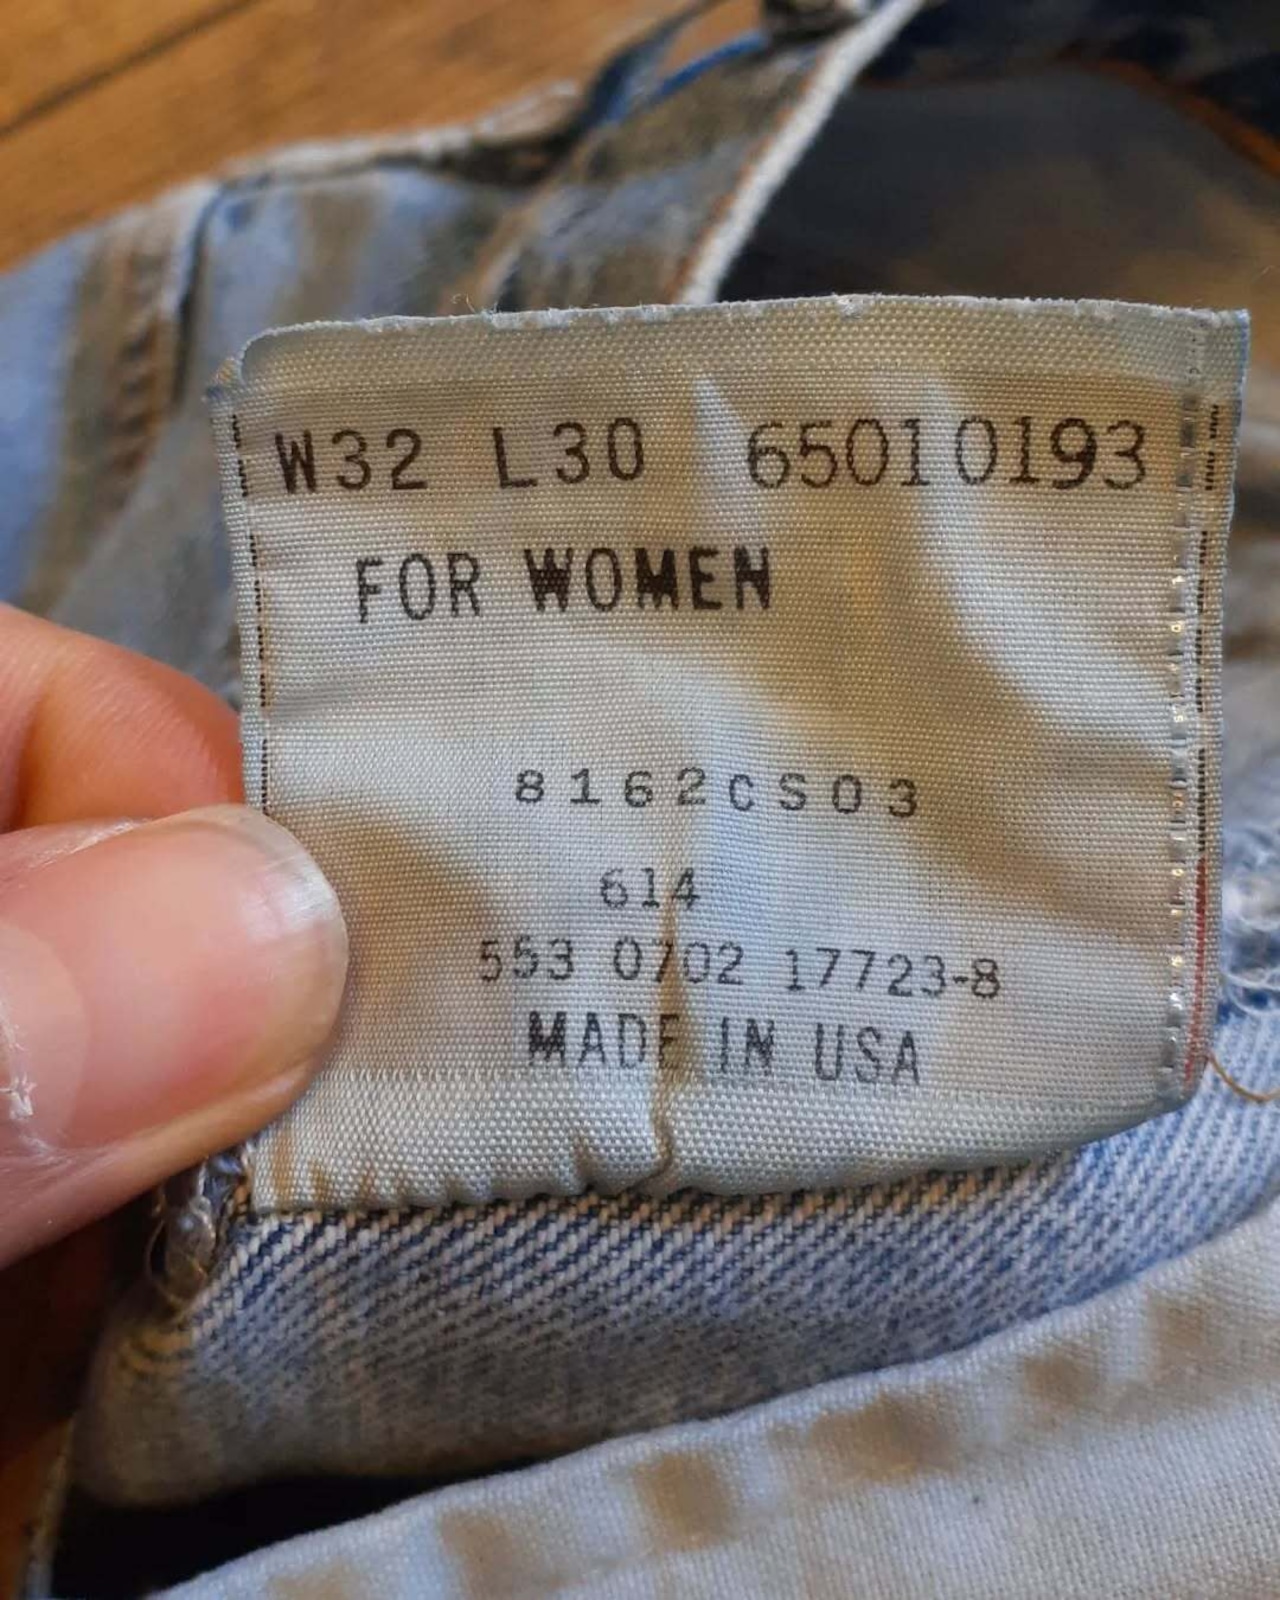 W32 L30 65010193
FOR WOMEN
8162CS03
614
553 0702 17723-8
MADE IN USA